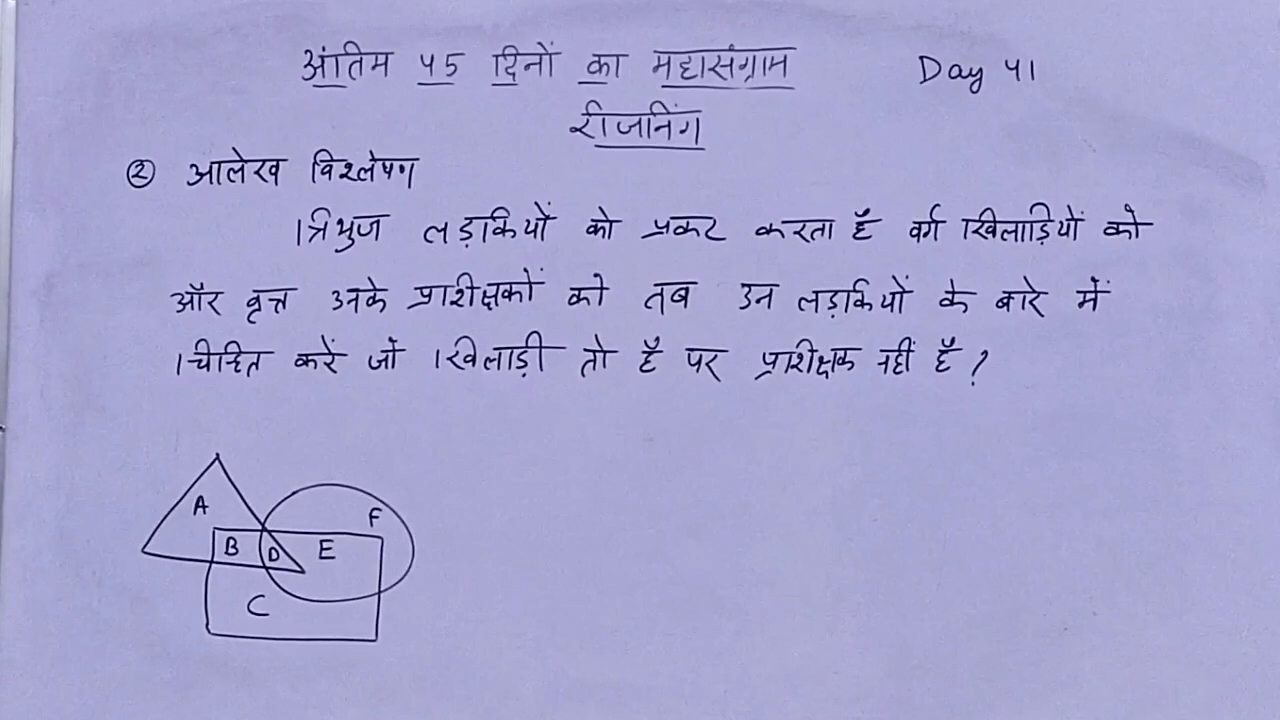 अंतिम 45 दिनों का महासंग्राम Day 41
रीजनिंग
② आलेख विश्लेषण
त्रिभुज लड़कियों को प्रकट करता है वर्ग खिलाड़ियों को
और वृत्त उनके प्रशीक्षकों को तब उन लड़कियों के बारे में
चिन्हित करें जो खिलाड़ी तो है पर प्रशीक्षक नहीं है ?
A
F
B D E
C